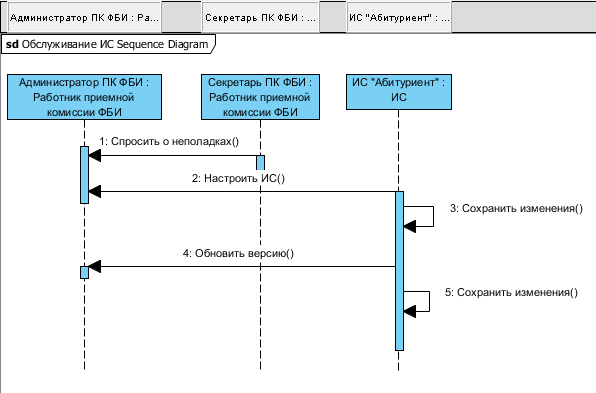 Администратор ПК ФБИ : Ра...
Секретарь ПК ФБИ : ...
ИС "Абитуриент" : ...
sd Обслуживание ИС Sequence Diagram
Администратор ПК ФБИ :
Работник приемной
комиссии ФБИ
Секретарь ПК ФБИ :
Работник приемной
комиссии ФБИ
ИС "Абитуриент" :
ИС
1: Спросить о неполадках()
2: Настроить ИС()
3: Сохранить изменения()
4: Обновить версию()
5: Сохранить изменения()